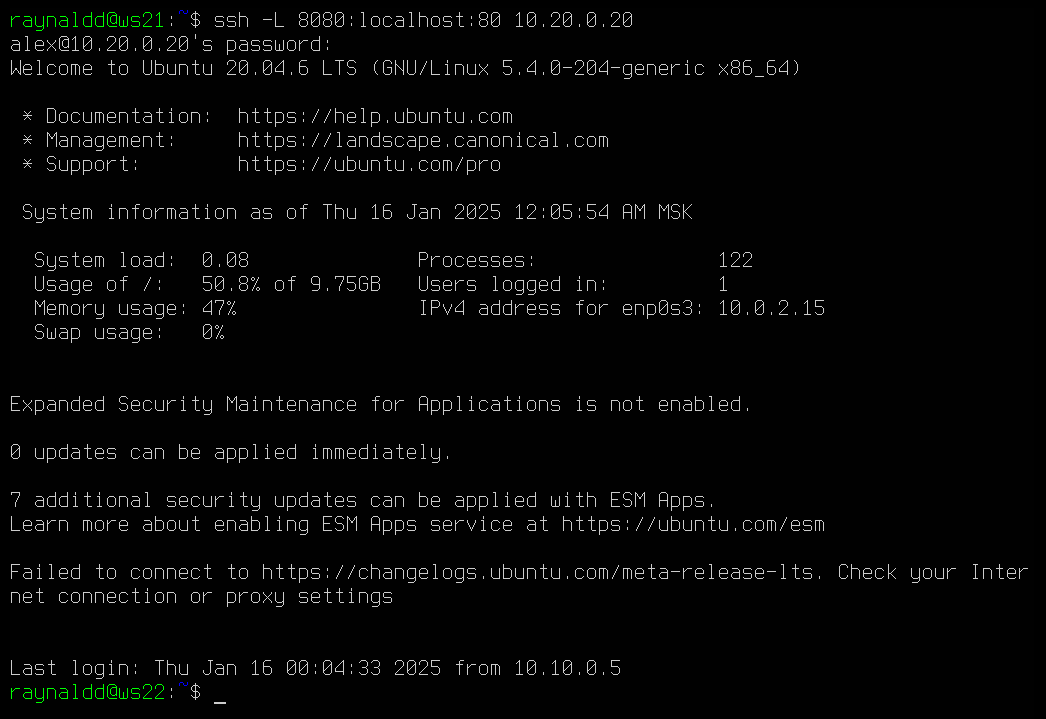 raynaldd@ws21:~$ ssh -L 8080:localhost:80 10.20.0.20
alex@10.20.0.20's password:
Welcome to Ubuntu 20.04.6 LTS (GNU/Linux 5.4.0-204-generic x86_64)
* Documentation:  https://help.ubuntu.com
* Management:     https://landscape.canonical.com
* Support:        https://ubuntu.com/pro
System information as of Thu 16 Jan 2025 12:05:54 AM MSK
System load:  0.08              Processes:               122
Usage of /:   50.8% of 9.75GB   Users logged in:         1
Memory usage: 47%               IPv4 address for enp0s3: 10.0.2.15
Swap usage:   0%
Expanded Security Maintenance for Applications is not enabled.
0 updates can be applied immediately.
7 additional security updates can be applied with ESM Apps.
Learn more about enabling ESM Apps service at https://ubuntu.com/esm
Failed to connect to https://changelogs.ubuntu.com/meta-release-lts. Check your Inter
net connection or proxy settings
Last login: Thu Jan 16 00:04:33 2025 from 10.10.0.5
raynaldd@ws22:~$ _